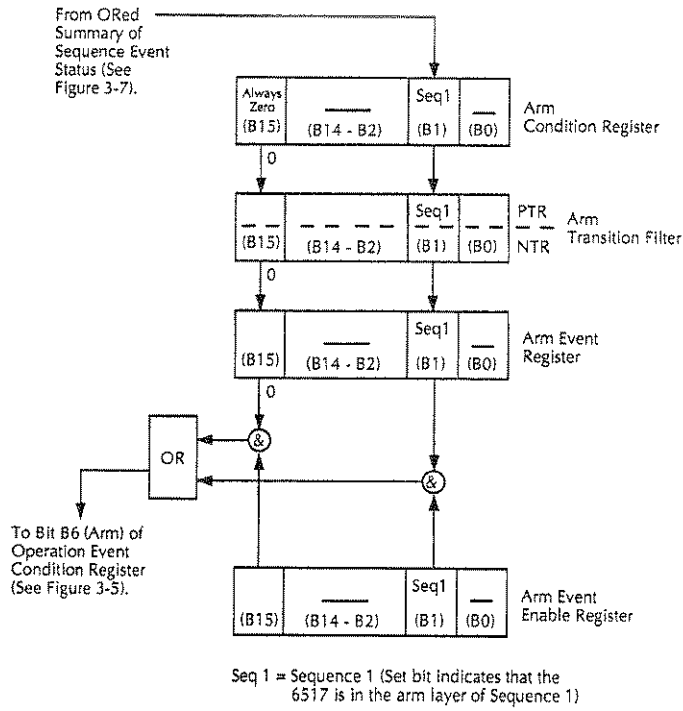 From ORed
Summary of
Sequence Event
Status (See
Figure 3-7).
Always
Zero
(B15)
(B14 - B2)
Seq1
(B1)
(B0)
Arm
Condition Register
0
(B15)
(B14 - B2)
Seq1
(B1)
(B0)
PTR
NTR
Arm
Transition Filter
0
(B15)
(B14 - B2)
Seq1
(B1)
(B0)
Arm Event
Register
0
&
OR
&
To Bit B6 (Arm) of
Operation Event
Condition Register
(See Figure 3-5).
(B15)
(B14 - B2)
Seq1
(B1)
(B0)
Arm Event
Enable Register
Seq 1 = Sequence 1 (Set bit indicates that the
6517 is in the arm layer of Sequence 1)